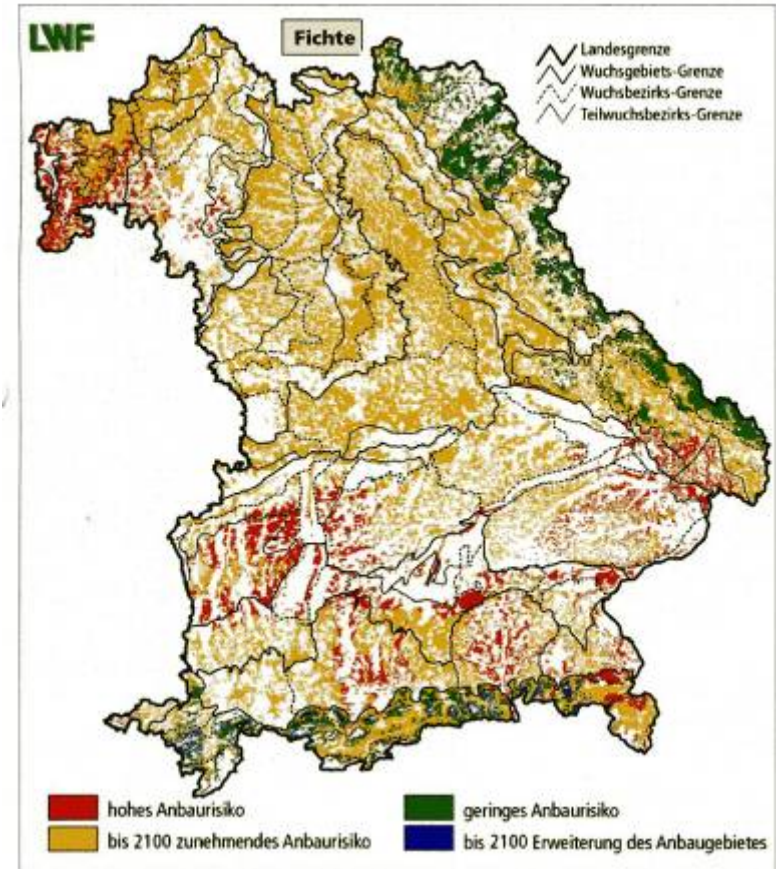 LWF
Fichte
Landesgrenze
Wuchsgebiets-Grenze
Wuchsbezirks-Grenze
Teilwuchsbezirks-Grenze
hohes Anbaurisiko
geringes Anbaurisiko
bis 2100 zunehmendes Anbaurisiko
bis 2100 Erweiterung des Anbaugebietes